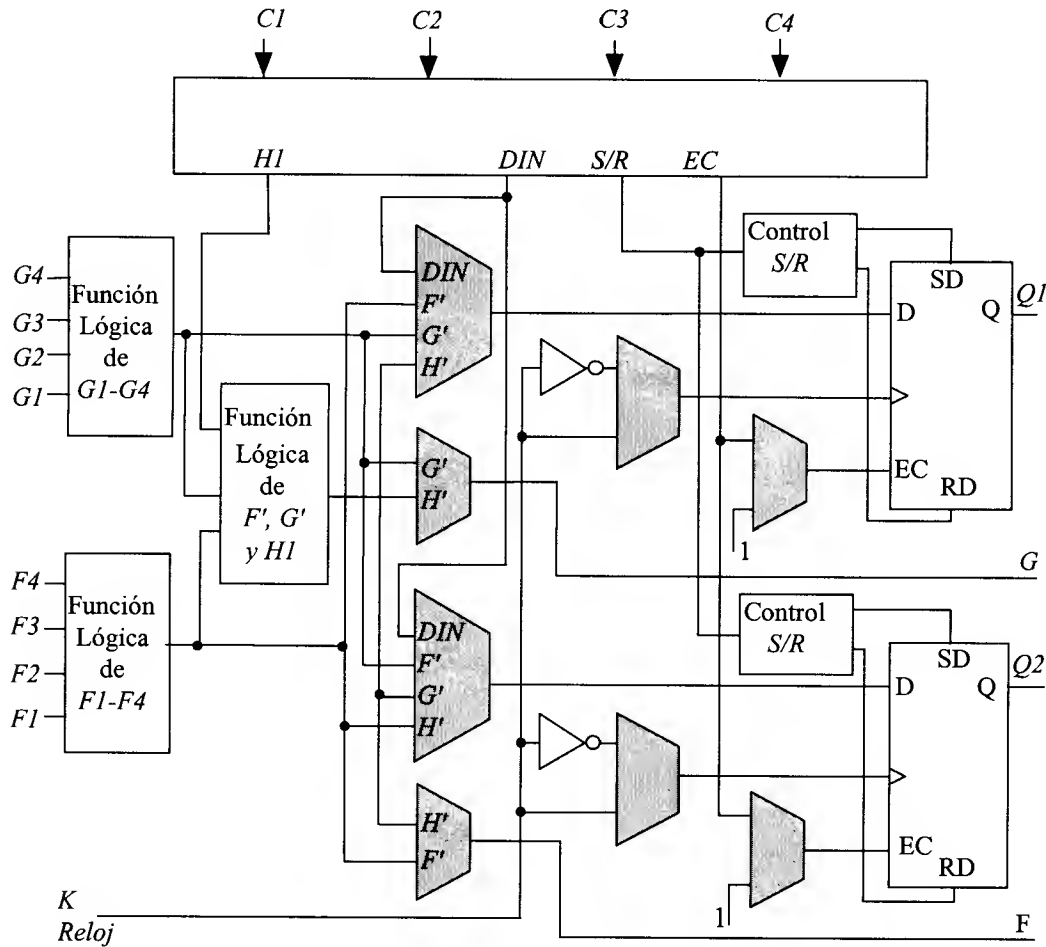 C1
C2
C3
C4
H1
DIN
S/R
EC
G4
G3
G2
G1
Función
Lógica
de
G1-G4
Función
Lógica
de
F', G'
y H1
F4
F3
F2
F1
Función
Lógica
de
F1-F4
DIN
F'
G'
H'
G'
H'
DIN
F'
G'
H'
H'
F'
Control
S/R
SD
D
Q
Q1
EC
RD
1
G
Control
S/R
SD
D
Q
Q2
EC
RD
1
F
K
Reloj